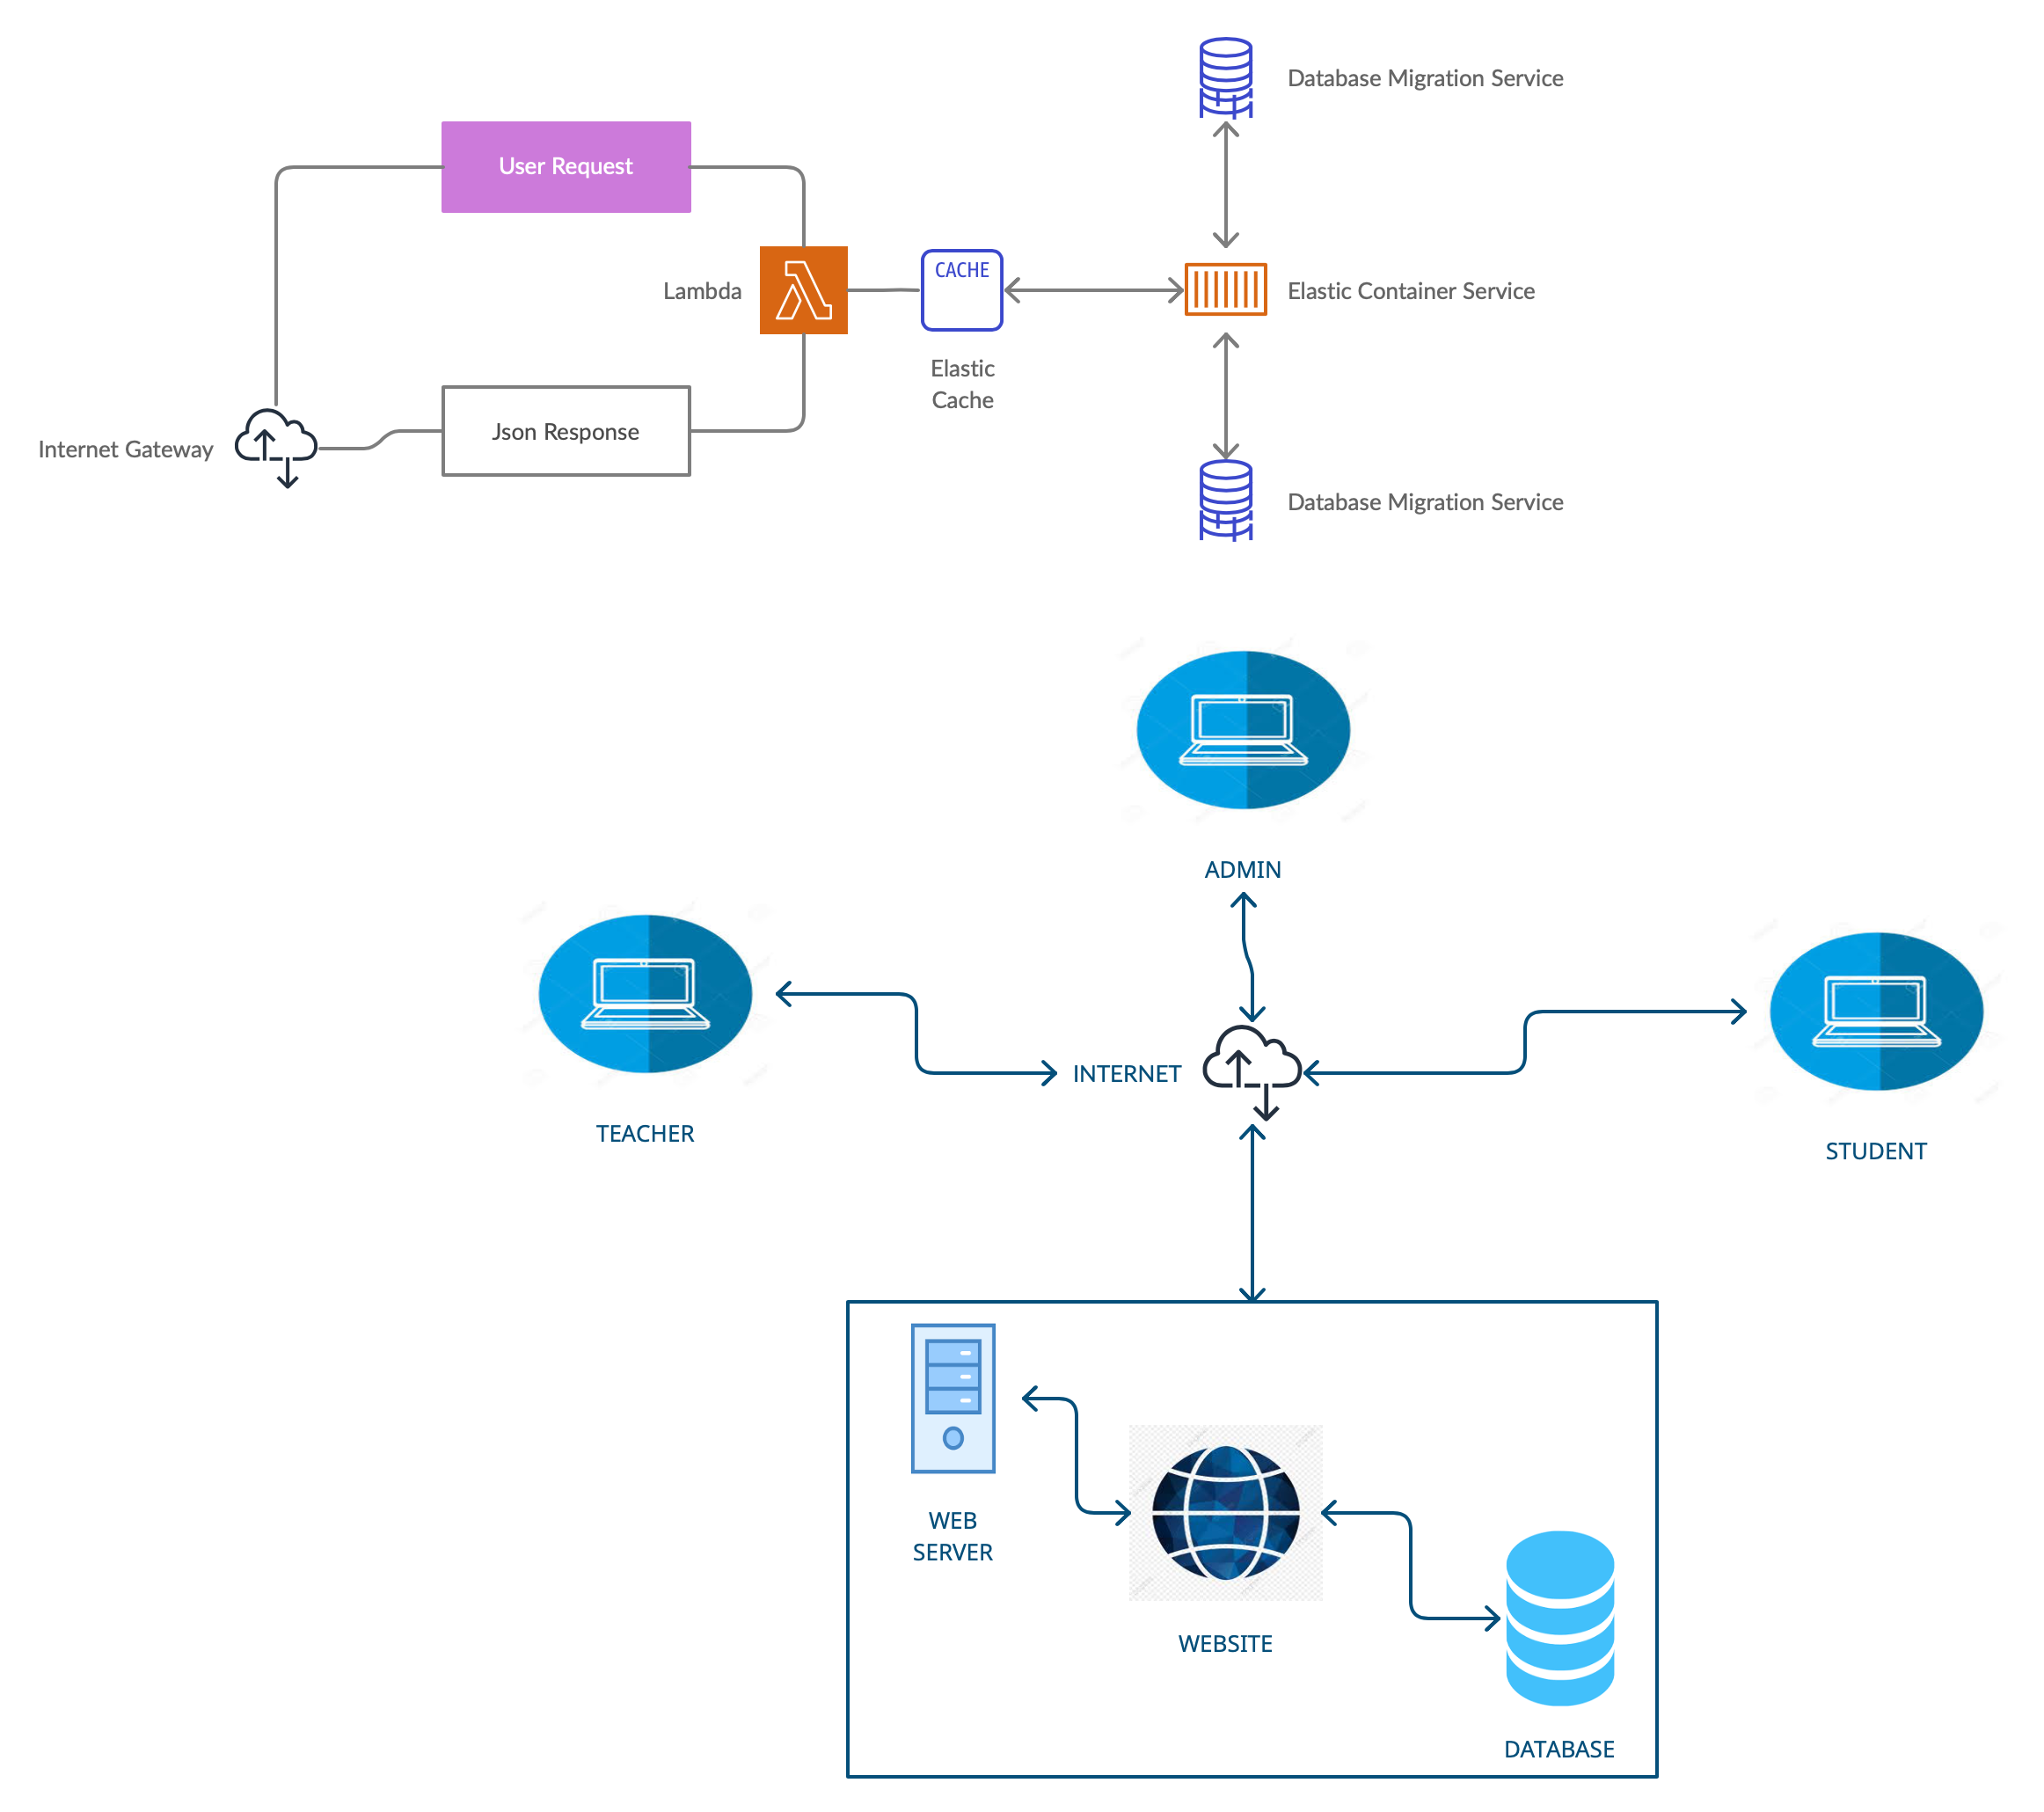 Database Migration Service
User Request
Lambda
CACHE
Elastic Container Service
Elastic
Cache
Json Response
Internet Gateway
Database Migration Service
ADMIN
INTERNET
TEACHER
STUDENT
WEB
SERVER
WEBSITE
DATABASE